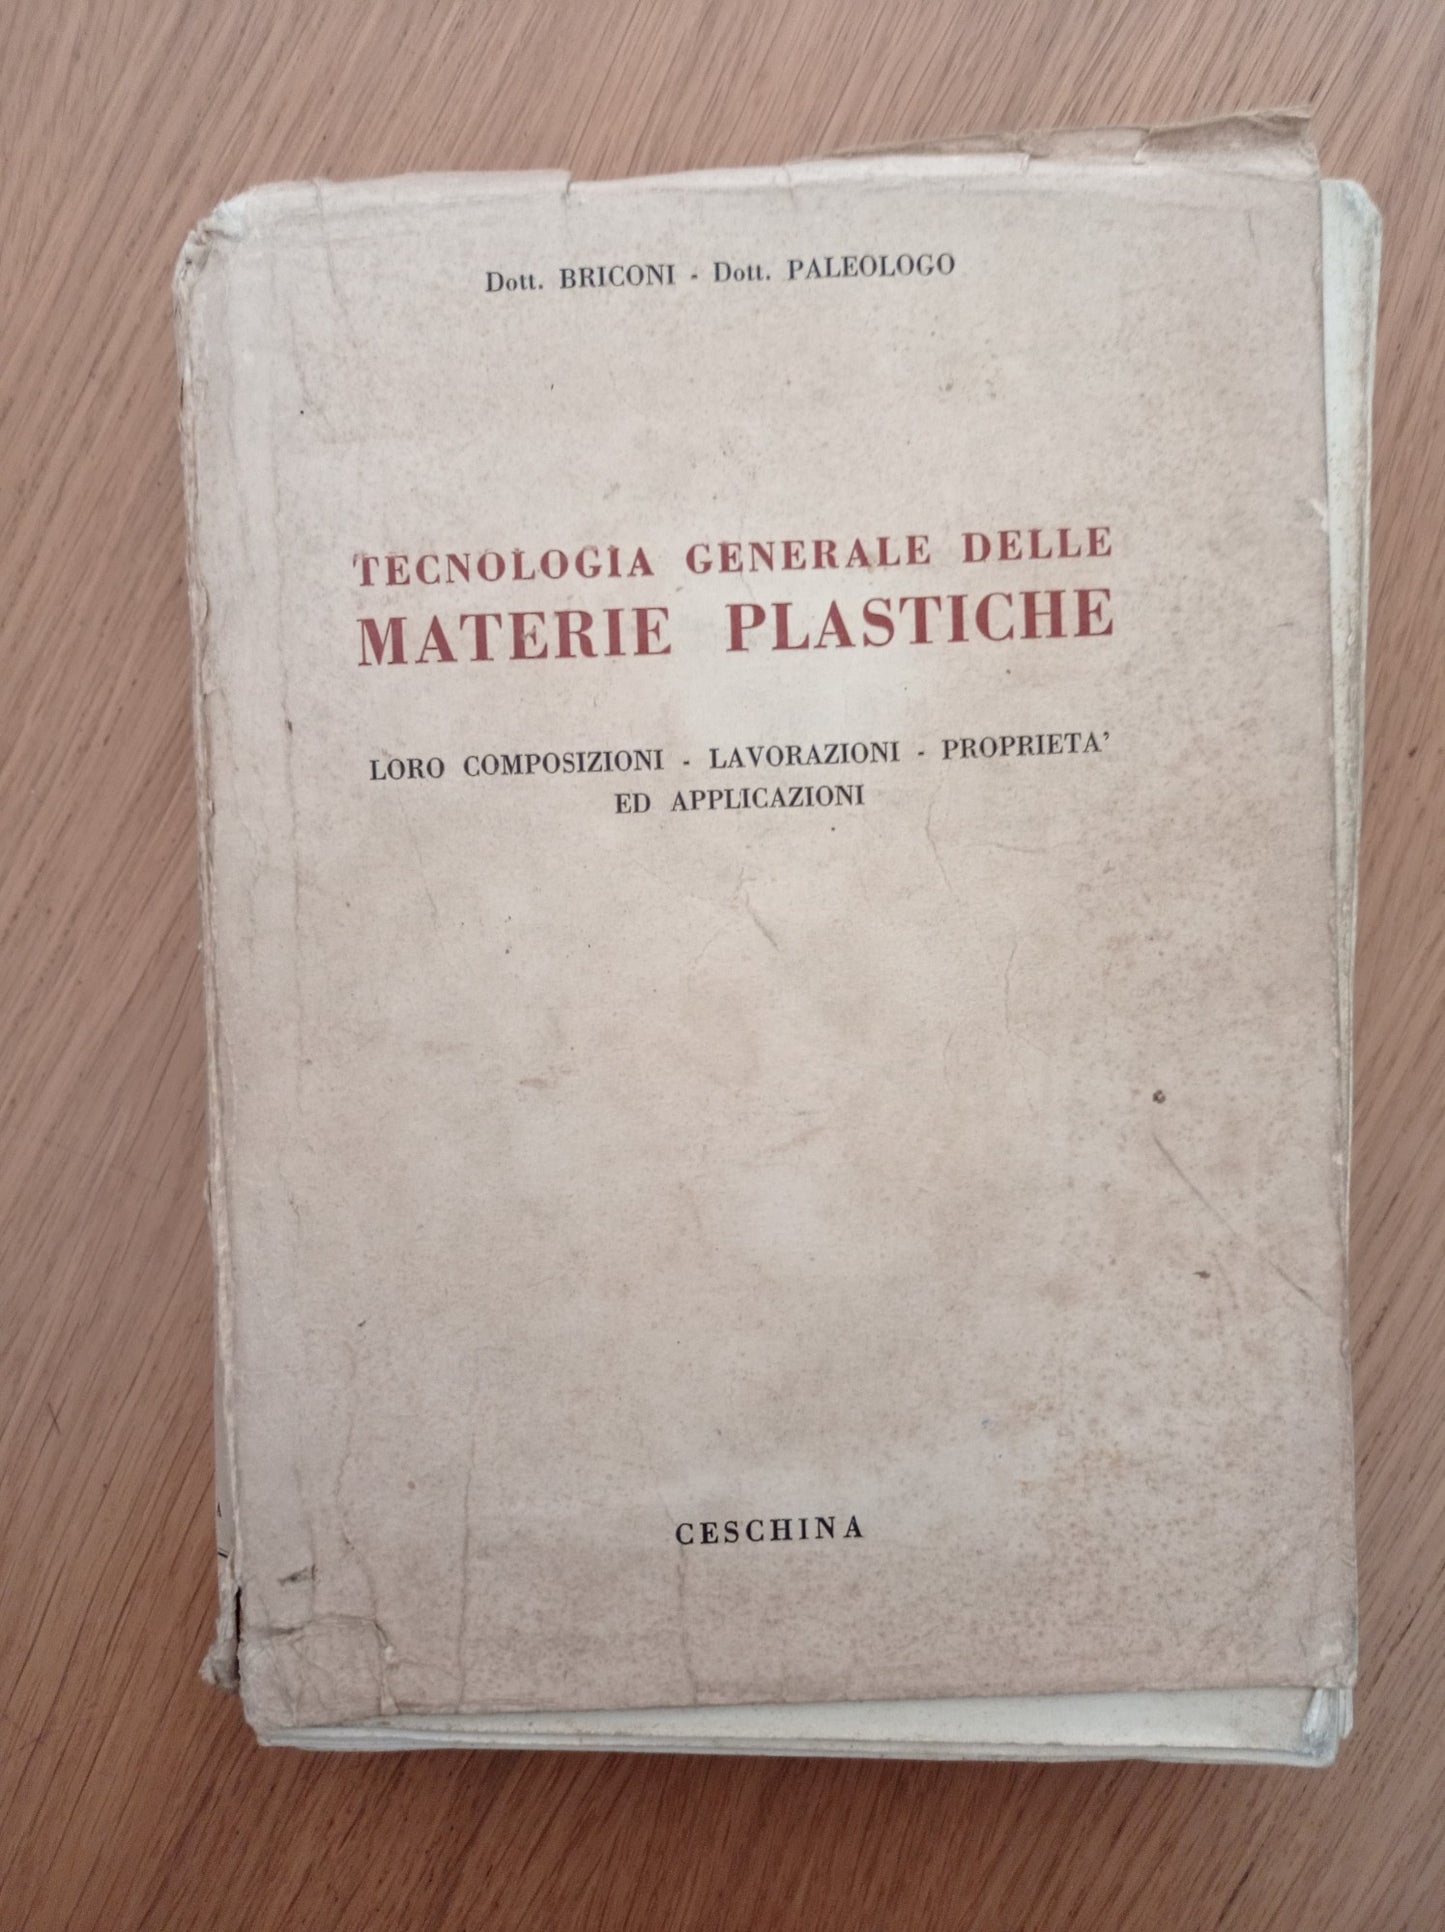 Dott. BRICONI - Dott. PALEOLOGO
TECNOLOGIA GENERALE DELLE
MATERIE PLASTICHE
LORO COMPOSIZIONI - LAVORAZIONI - PROPRIETA'
ED APPLICAZIONI
CESCHINA